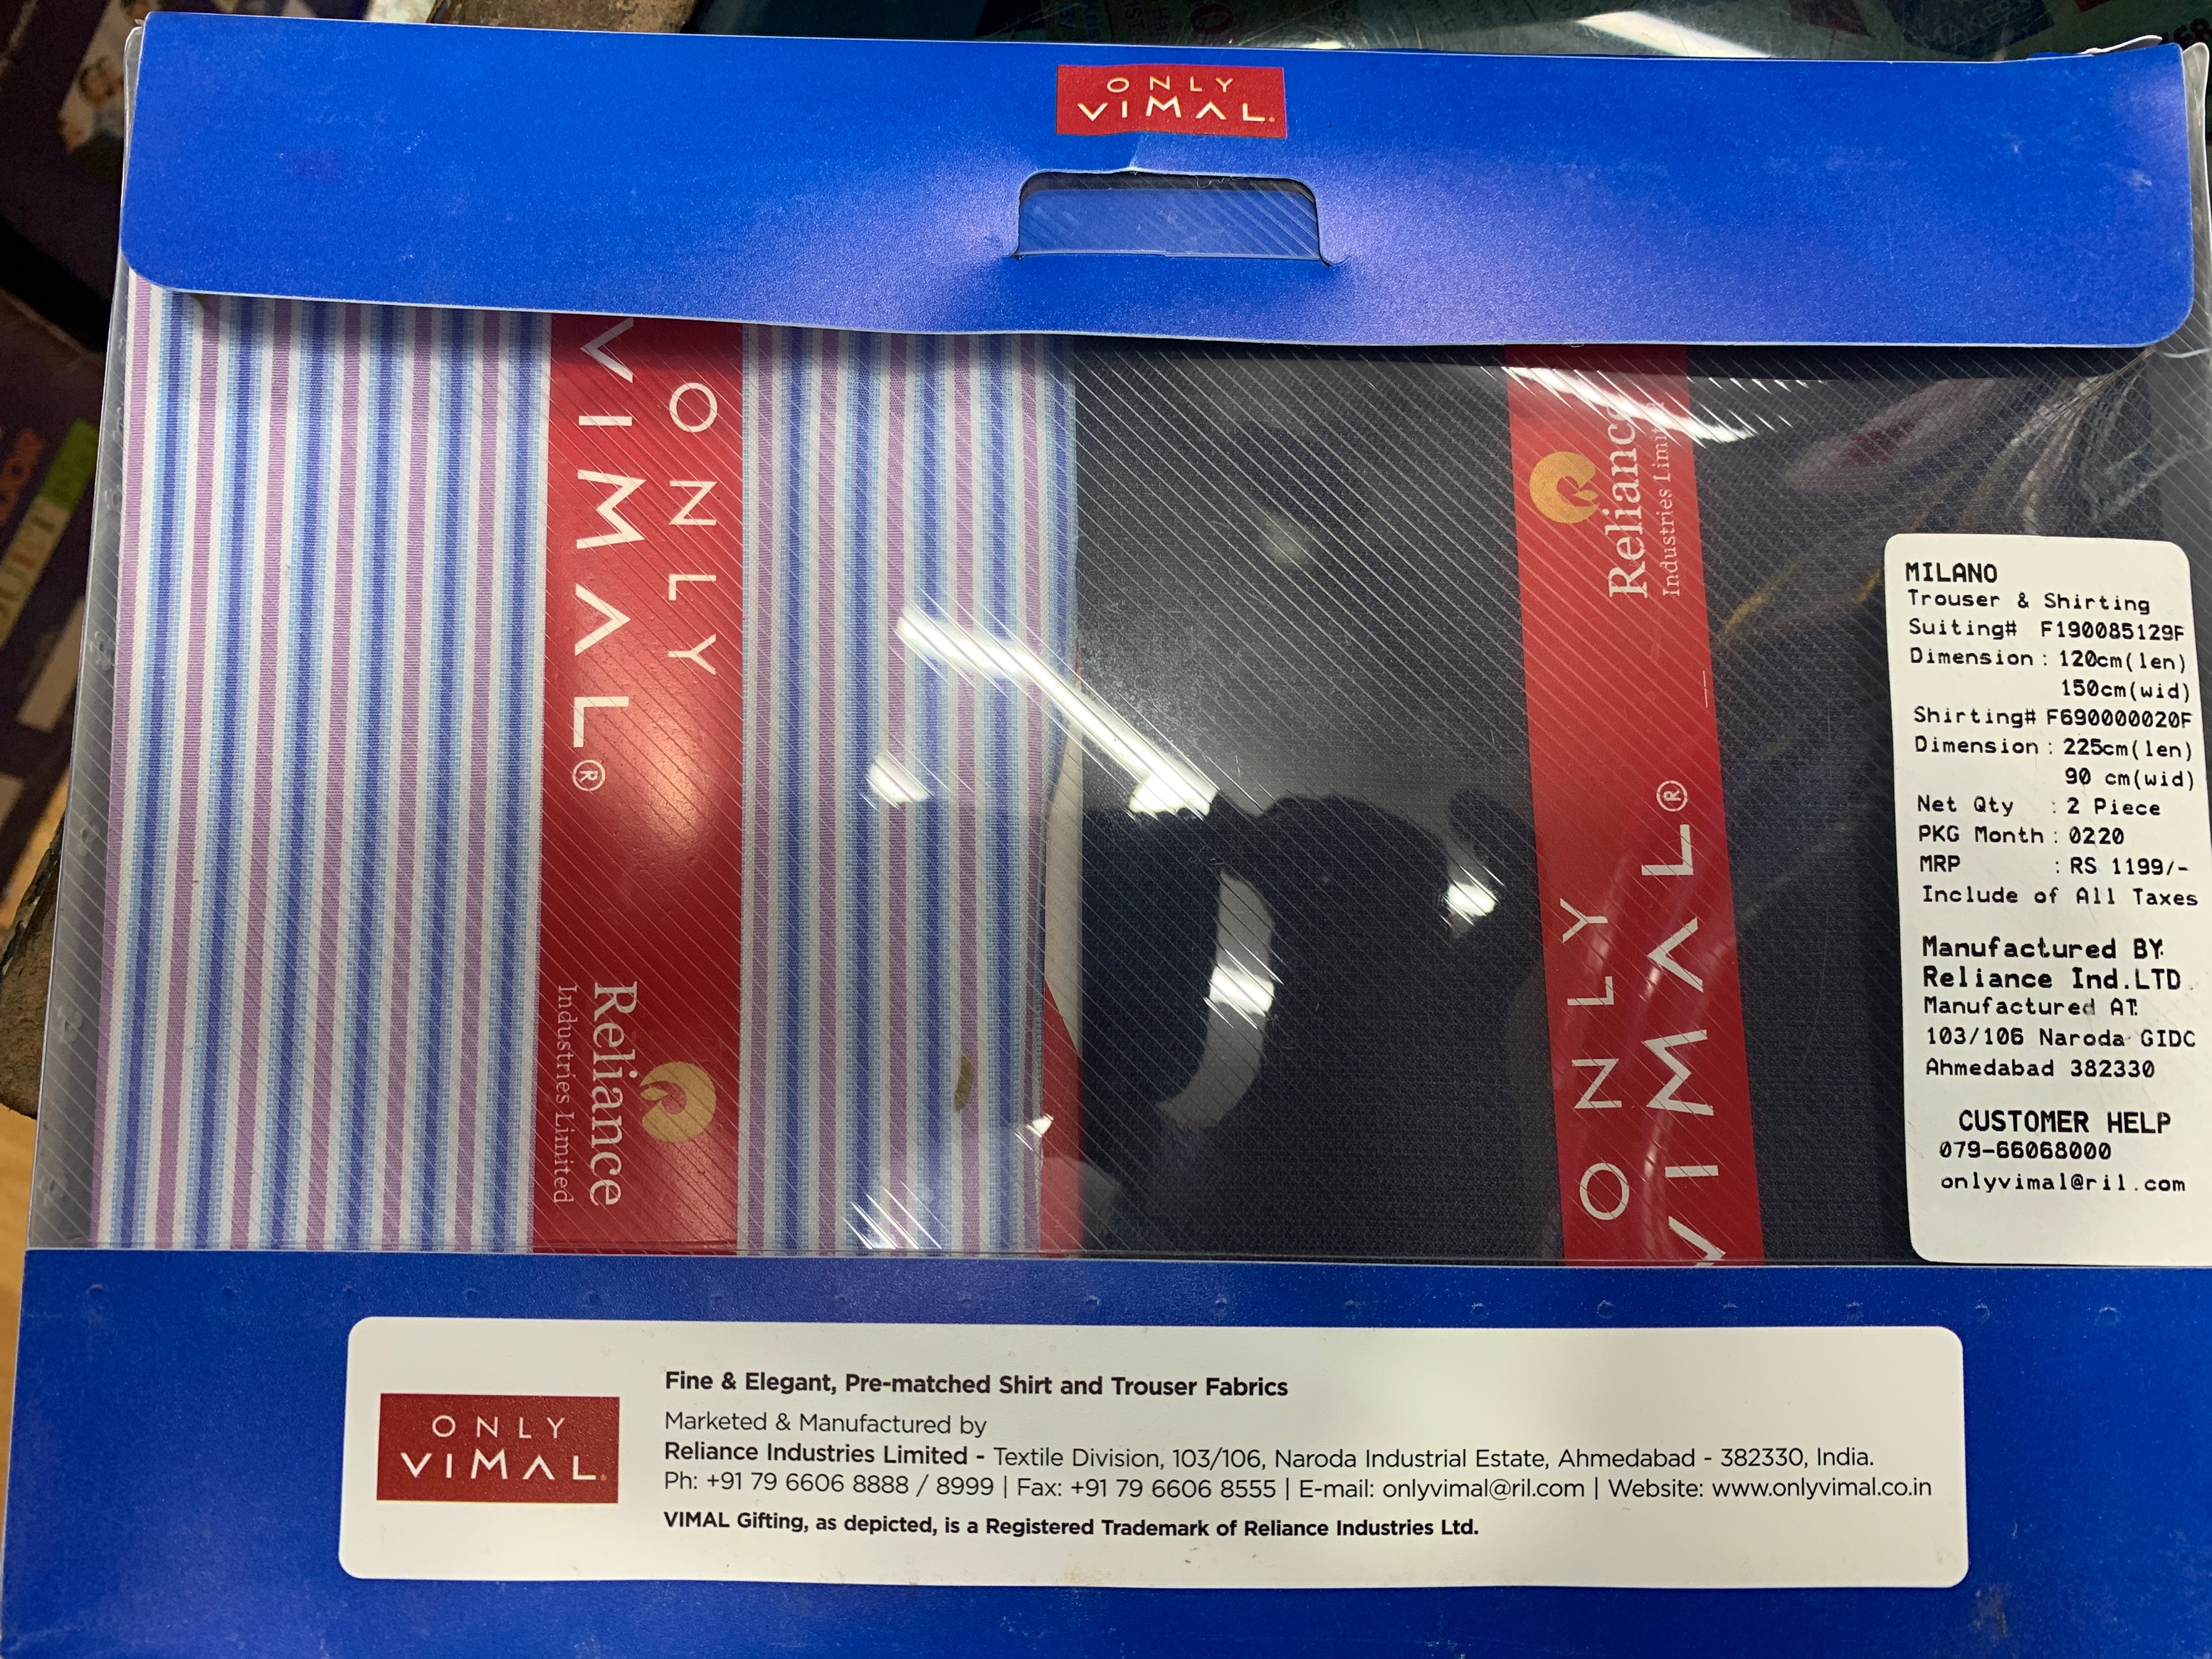 ONLY
VIMAL.
ONLY
VIMAL®
Reliance
Industries Limited
Reliance
Industries
ONLY
VIMAL®
MILANO
Trouser & Shirting
Suiting# F190085129F
Dimension : 120cm(len)
150cm(wid)
Shirting# F690000020F
Dimension : 225cm(len)
90 cm(wid)
Net Qty : 2 Piece
PKG Month : 0220
MRP : RS 1199/-
Include of All Taxes
Manufactured BY.
Reliance Ind.LTD.
Manufactured AT.
103/106 Naroda GIDC
Ahmedabad 382330
CUSTOMER HELP
079-66068000
onlyvimal@ril.com
ONLY
VIMAL.
Fine & Elegant, Pre-matched Shirt and Trouser Fabrics
Marketed & Manufactured by
Reliance Industries Limited - Textile Division, 103/106, Naroda Industrial Estate, Ahmedabad - 382330, India.
Ph: +91 79 6606 8888 / 8999 | Fax: +91 79 6606 8555 | E-mail: onlyvimal@ril.com | Website: www.onlyvimal.co.in
VIMAL Gifting, as depicted, is a Registered Trademark of Reliance Industries Ltd.